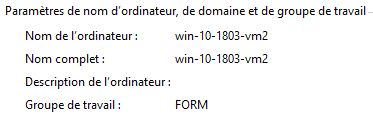 Paramètres de nom d'ordinateur, de domaine et de groupe de travail
Nom de l'ordinateur : win-10-1803-vm2
Nom complet : win-10-1803-vm2
Description de l'ordinateur :
Groupe de travail : FORM